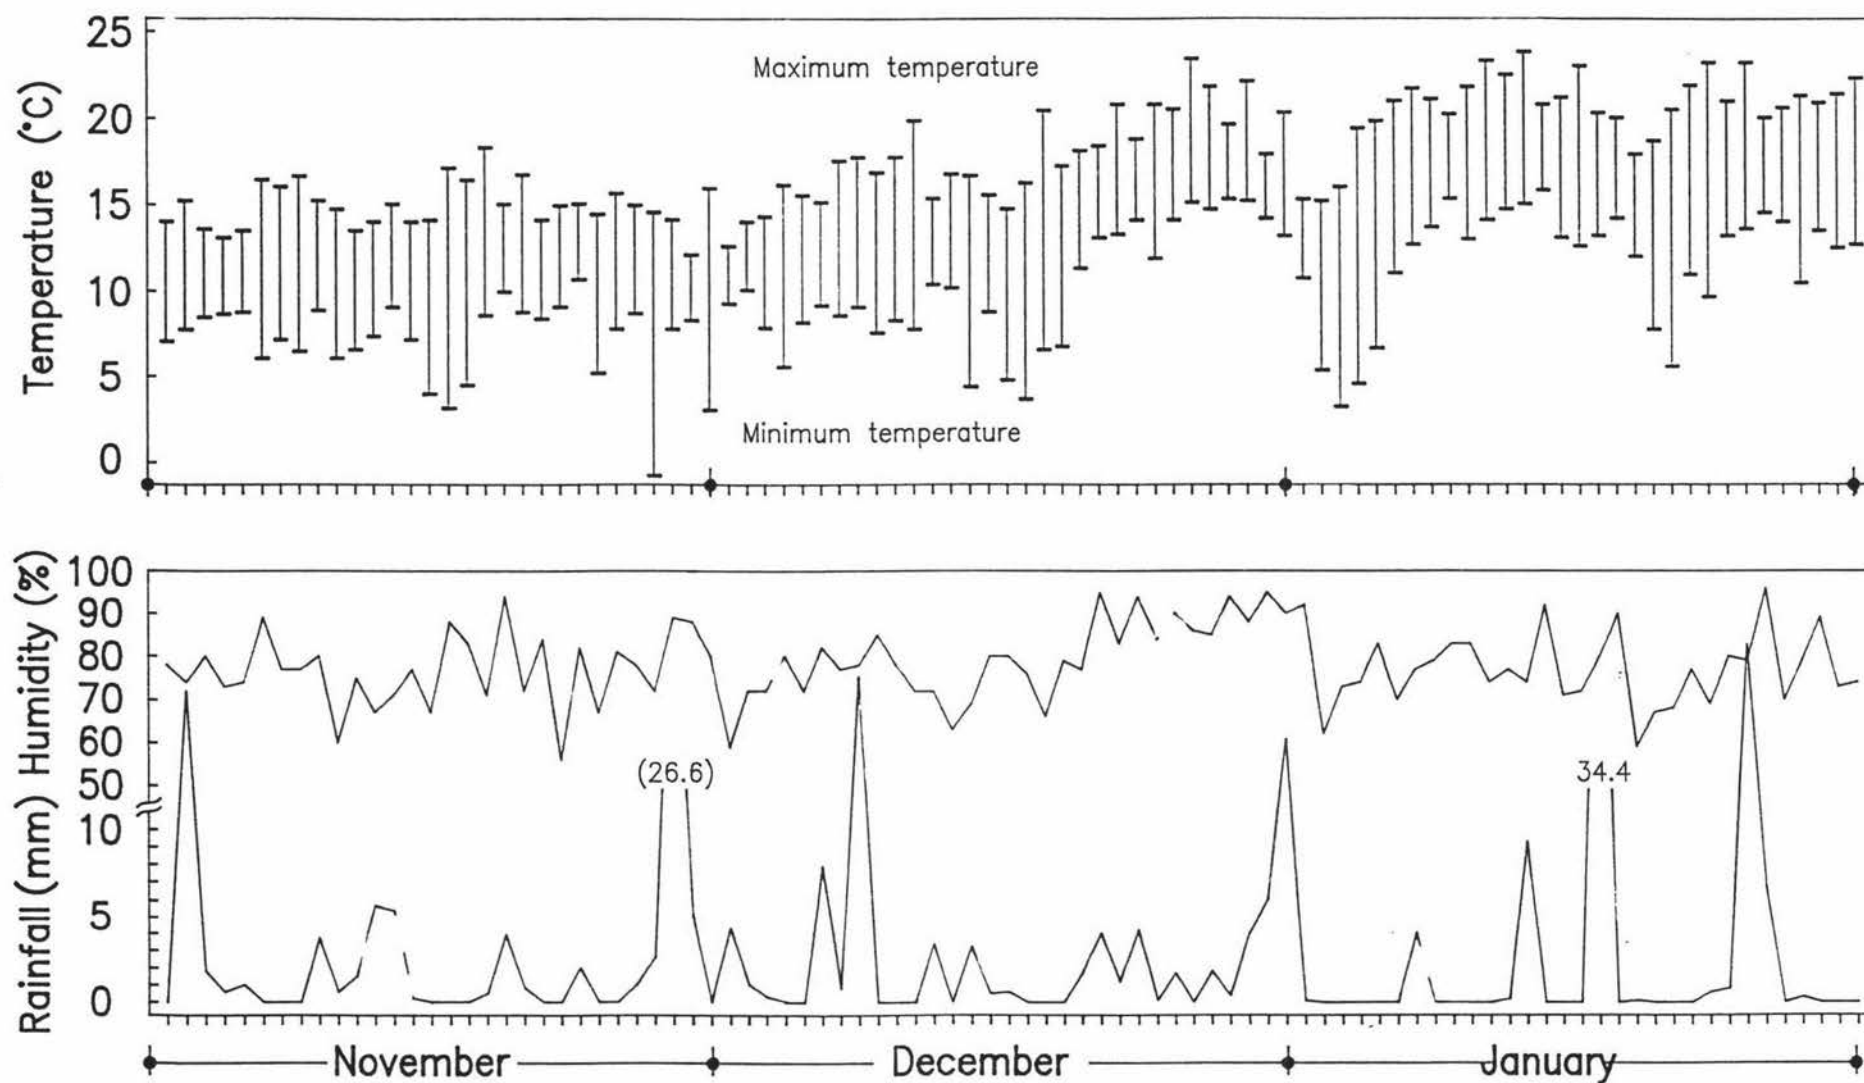 Temperature (°C)
25
20
15
10
5
0
Maximum temperature
Minimum temperature
Rainfall (mm) Humidity (%)
100
90
80
70
60
50
10
5
0
(26.6)
34.4
November
December
January